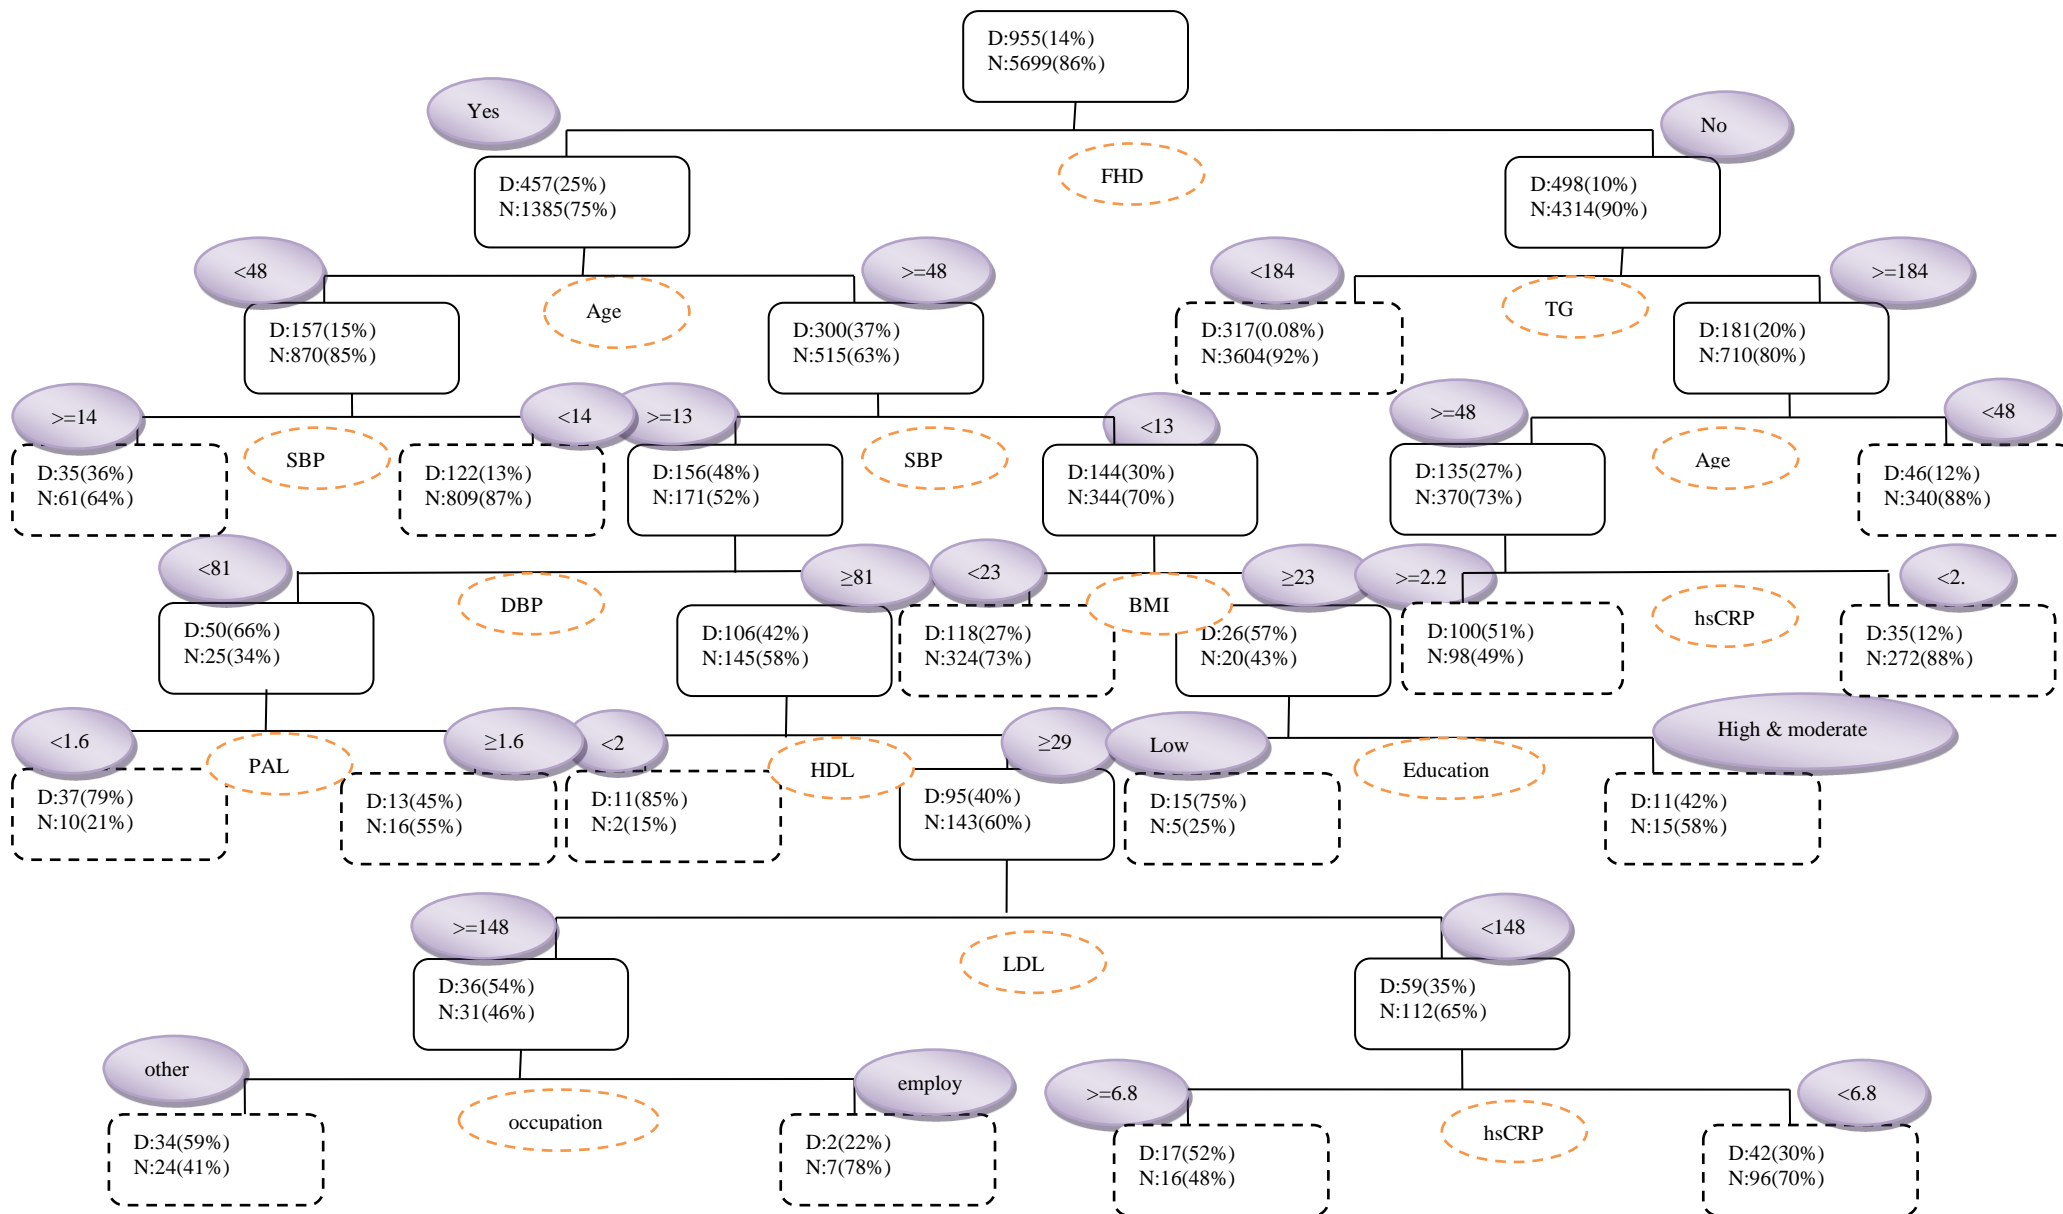 D:955(14%)
N:5699(86%)
Yes
No
FHD
D:457(25%)
N:1385(75%)
D:498(10%)
N:4314(90%)
<48
>=48
<184
>=184
Age
TG
D:157(15%)
N:870(85%)
D:300(37%)
N:515(63%)
D:317(0.08%)
N:3604(92%)
D:181(20%)
N:710(80%)
>=14
<14
>=13
<13
>=48
<48
SBP
SBP
Age
D:35(36%)
N:61(64%)
D:122(13%)
N:809(87%)
D:156(48%)
N:171(52%)
D:144(30%)
N:344(70%)
D:135(27%)
N:370(73%)
D:46(12%)
N:340(88%)
<81
≥81
<23
≥23
>=2.2
<2.
DBP
BMI
hsCRP
D:50(66%)
N:25(34%)
D:106(42%)
N:145(58%)
D:118(27%)
N:324(73%)
D:26(57%)
N:20(43%)
D:100(51%)
N:98(49%)
D:35(12%)
N:272(88%)
<1.6
≥1.6
<2
≥29
Low
High & moderate
PAL
HDL
Education
D:37(79%)
N:10(21%)
D:13(45%)
N:16(55%)
D:11(85%)
N:2(15%)
D:95(40%)
N:143(60%)
D:15(75%)
N:5(25%)
D:11(42%)
N:15(58%)
>=148
<148
LDL
D:36(54%)
N:31(46%)
D:59(35%)
N:112(65%)
other
employ
>=6.8
<6.8
occupation
hsCRP
D:34(59%)
N:24(41%)
D:2(22%)
N:7(78%)
D:17(52%)
N:16(48%)
D:42(30%)
N:96(70%)